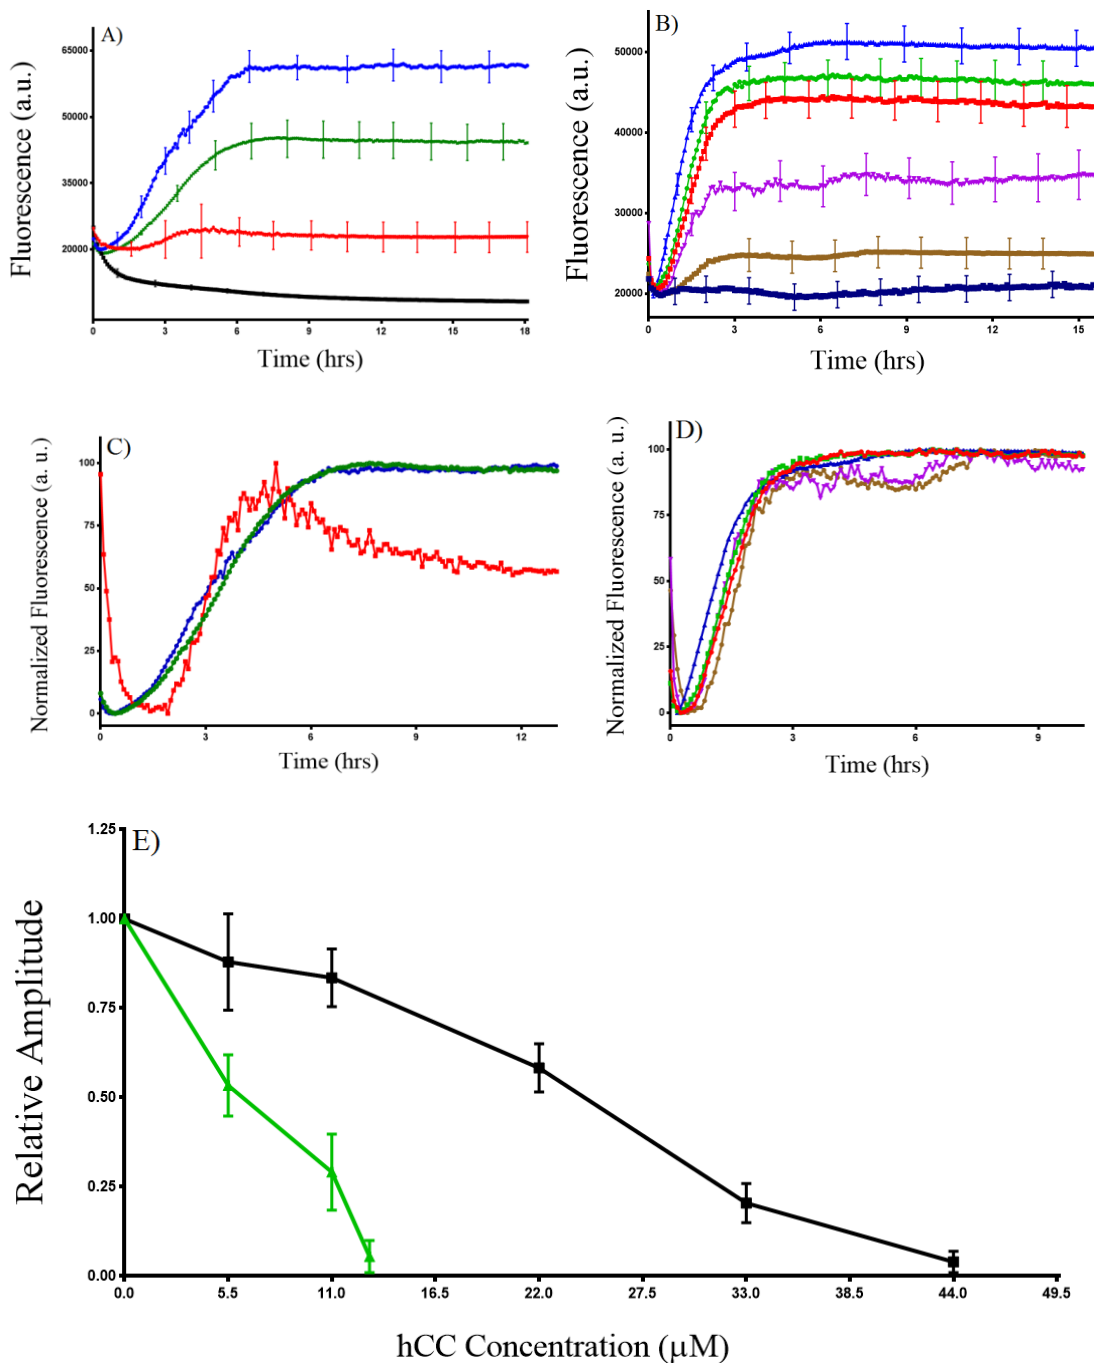 A)
65000
50000
35000
20000
0 3 6 9 12 15 18
Fluorescence (a.u.)
Time (hrs)
B)
50000
40000
30000
20000
0 3 6 9 12 15
Fluorescence (a.u.)
Time (hrs)
C)
100
75
50
25
0
0 3 6 9 12
Normalized Fluorescence (a. u.)
Time (hrs)
D)
100
75
50
25
0
0 3 6 9
Normalized Fluorescence (a. u.)
Time (hrs)
E)
1.25
1.00
0.75
0.50
0.25
0.00
0.0 5.5 11.0 16.5 22.0 27.5 33.0 38.5 44.0 49.5
Relative Amplitude
hCC Concentration (µM)